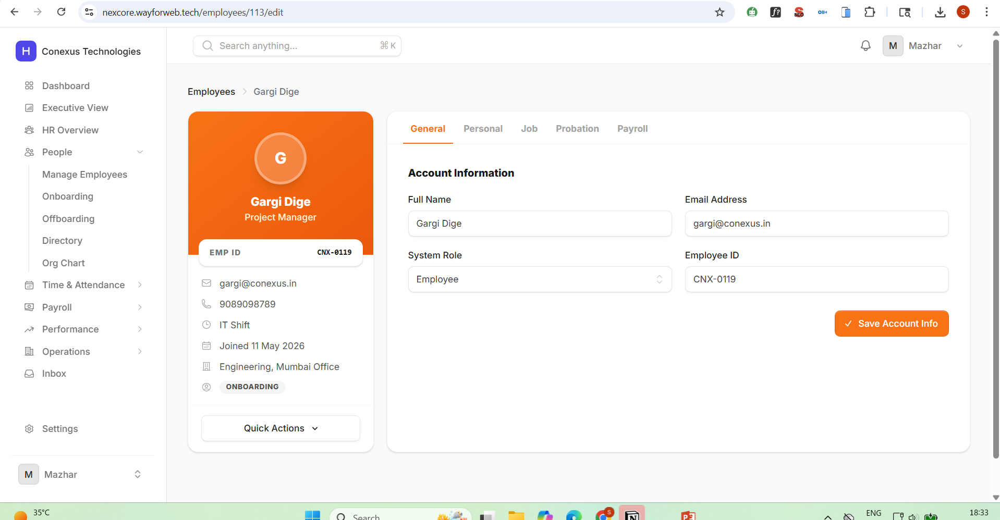 nexcore.wayforweb.tech/employees/113/edit
S
H
Conexus Technologies
Search anything...
⌘ K
M
Mazhar
Dashboard
Executive View
HR Overview
People
Manage Employees
Onboarding
Offboarding
Directory
Org Chart
Time & Attendance
Payroll
Performance
Operations
Inbox
Settings
M
Mazhar
Employees
Gargi Dige
G
Gargi Dige
Project Manager
EMP ID
CNX-0119
gargi@conexus.in
9089098789
IT Shift
Joined 11 May 2026
Engineering, Mumbai Office
ONBOARDING
Quick Actions
General
Personal
Job
Probation
Payroll
Account Information
Full Name
Email Address
Gargi Dige
gargi@conexus.in
System Role
Employee ID
Employee
CNX-0119
Save Account Info
35°C
Search
S
ENG
18:33